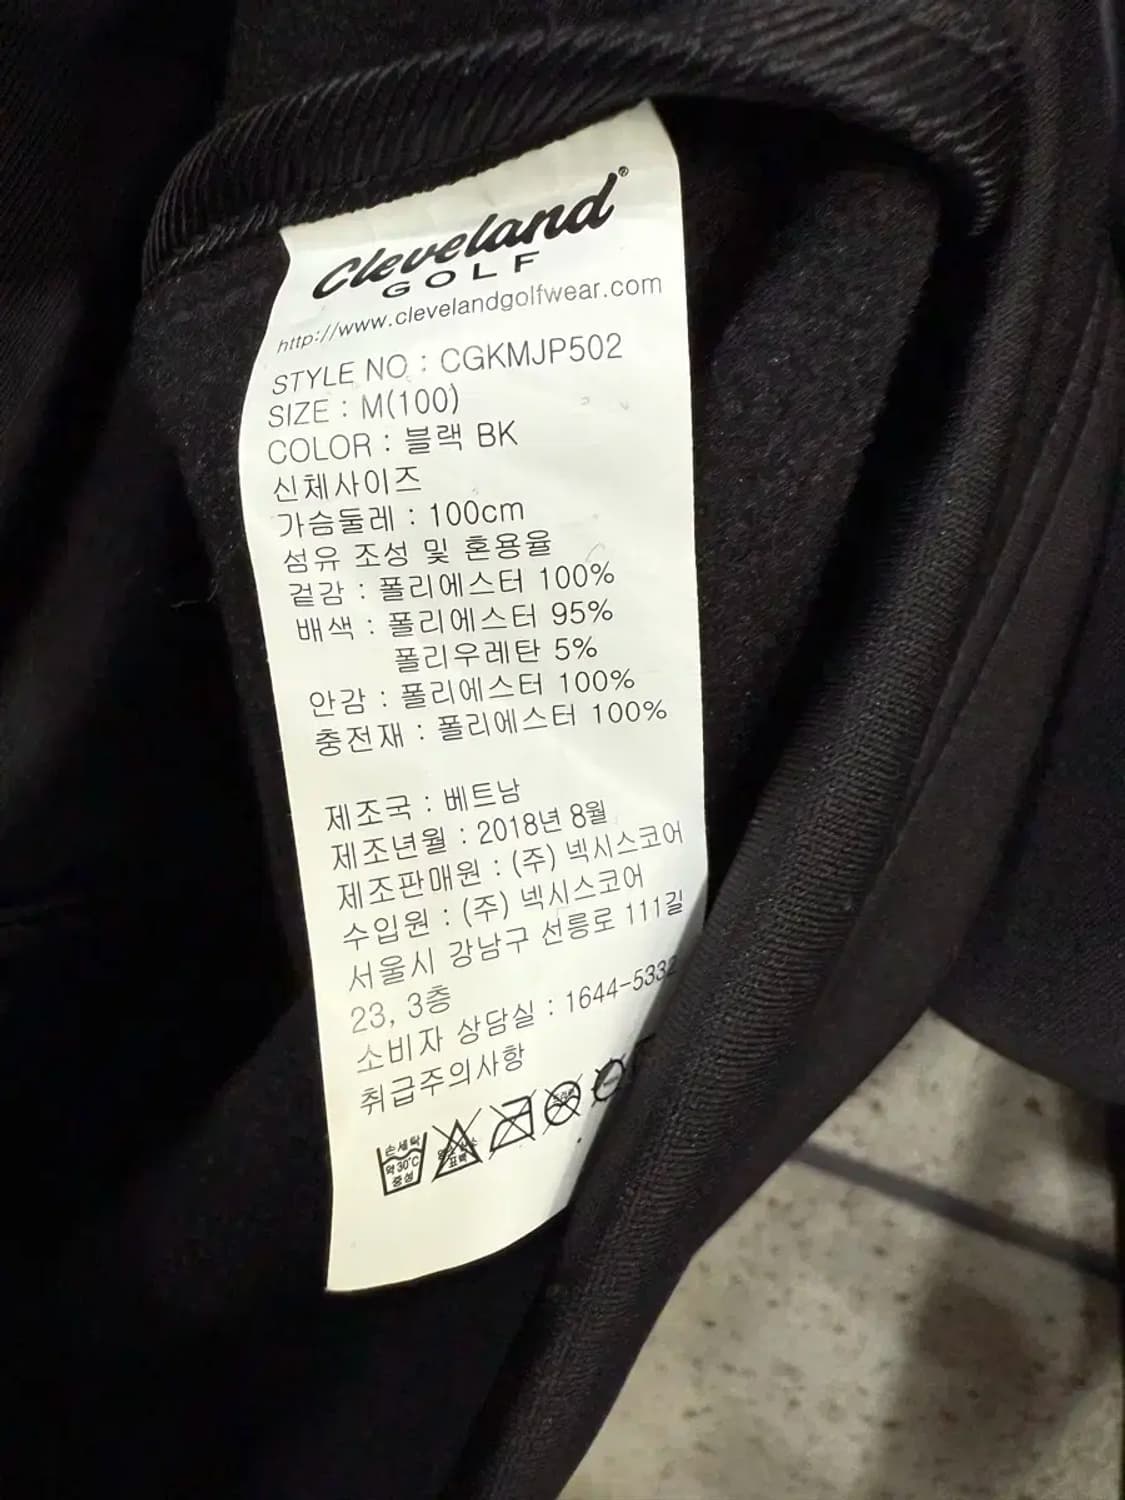 Cleveland®
GOLF
http://www.clevelandgolfwear.com
STYLE NO : CGKMJP502
SIZE : M(100)
COLOR : 블랙 BK
신체사이즈
가슴둘레 : 100cm
섬유 조성 및 혼용율
겉감 : 폴리에스터 100%
배색 : 폴리에스터 95%
폴리우레탄 5%
안감 : 폴리에스터 100%
충전재 : 폴리에스터 100%
제조국 : 베트남
제조년월 : 2018년 8월
제조판매원 : (주) 넥시스코어
수입원 : (주) 넥시스코어
서울시 강남구 선릉로 111길
23, 3층
소비자 상담실 : 1644-5332
취급주의사항
손세탁
약30℃
중성
표백